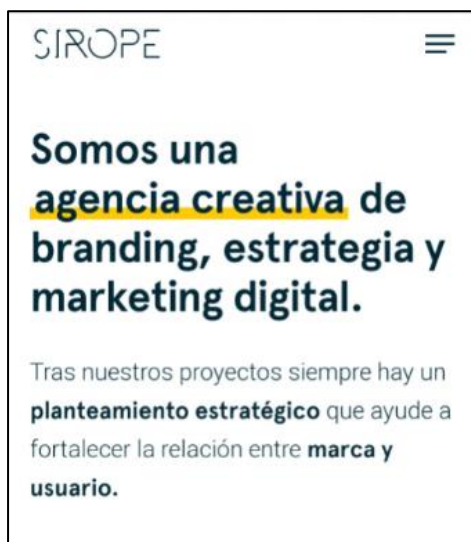 SIROPE
Somos una
agencia creativa de
branding, estrategia y
marketing digital.
Tras nuestros proyectos siempre hay un
planteamiento estratégico que ayude a
fortalecer la relación entre marca y
usuario.